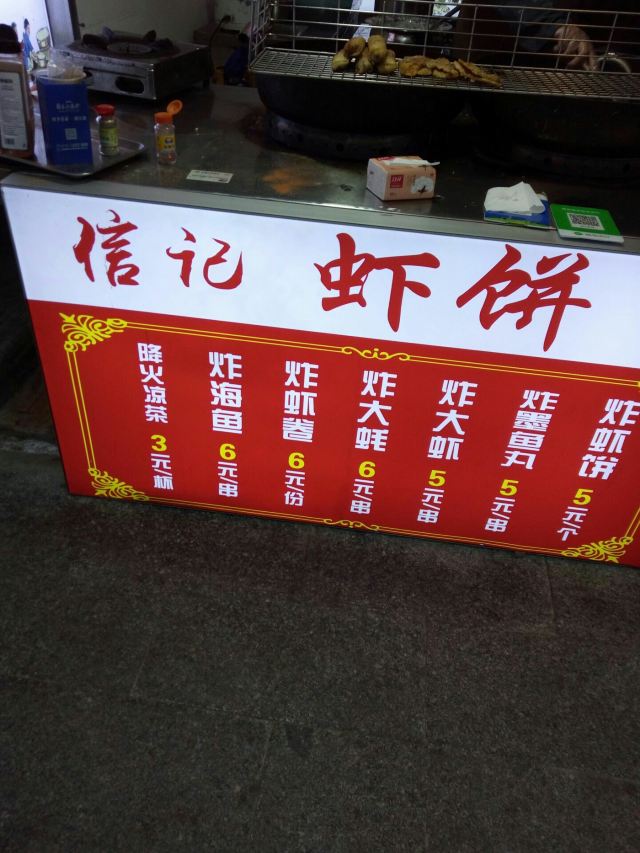 信记 虾饼
降火凉茶 3元/杯
炸海鱼 6元/串
炸虾卷 6元/份
炸大蚝 6元/串
炸大虾 5元/串
炸墨鱼丸 5元/串
炸虾饼 5元/个